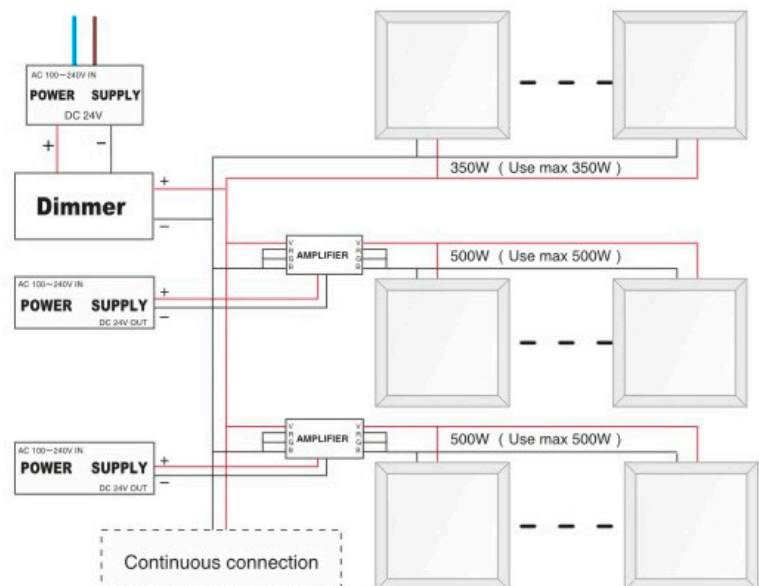 AC 100~240V IN
POWER SUPPLY
DC 24V
+ −
Dimmer
+
−
350W ( Use max 350W )
V
R
G
B
AMPLIFIER
V
R
G
B
500W ( Use max 500W )
AC 100~240V IN
POWER SUPPLY
DC 24V OUT
+
−
V
R
G
B
AMPLIFIER
V
R
G
B
500W ( Use max 500W )
AC 100~240V IN
POWER SUPPLY
DC 24V OUT
+
−
Continuous connection